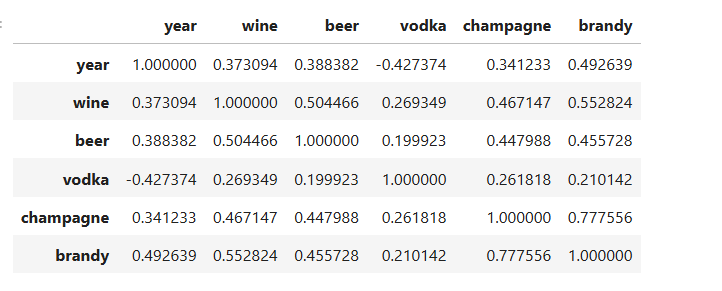 year wine beer vodka champagne brandy
year 1.000000 0.373094 0.388382 -0.427374 0.341233 0.492639
wine 0.373094 1.000000 0.504466 0.269349 0.467147 0.552824
beer 0.388382 0.504466 1.000000 0.199923 0.447988 0.455728
vodka -0.427374 0.269349 0.199923 1.000000 0.261818 0.210142
champagne 0.341233 0.467147 0.447988 0.261818 1.000000 0.777556
brandy 0.492639 0.552824 0.455728 0.210142 0.777556 1.000000